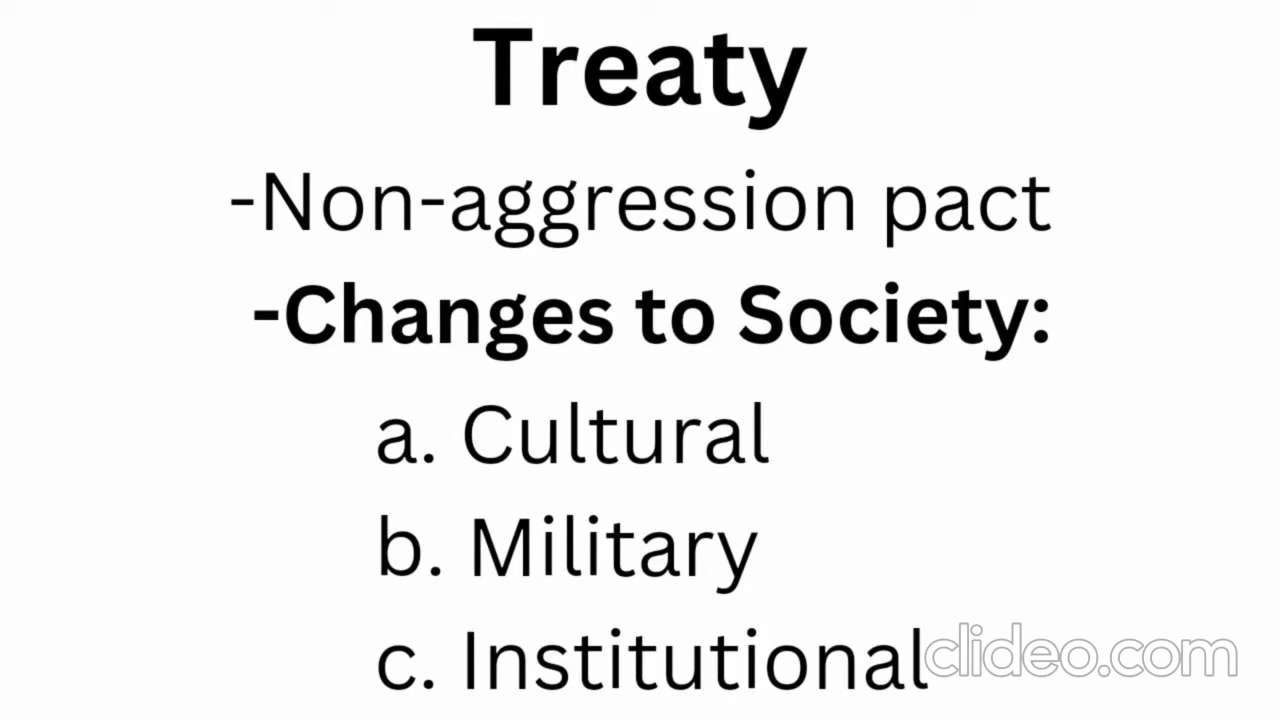 Treaty
-Non-aggression pact
-Changes to Society:
a. Cultural
b. Military
c. Institutional
clideo.com